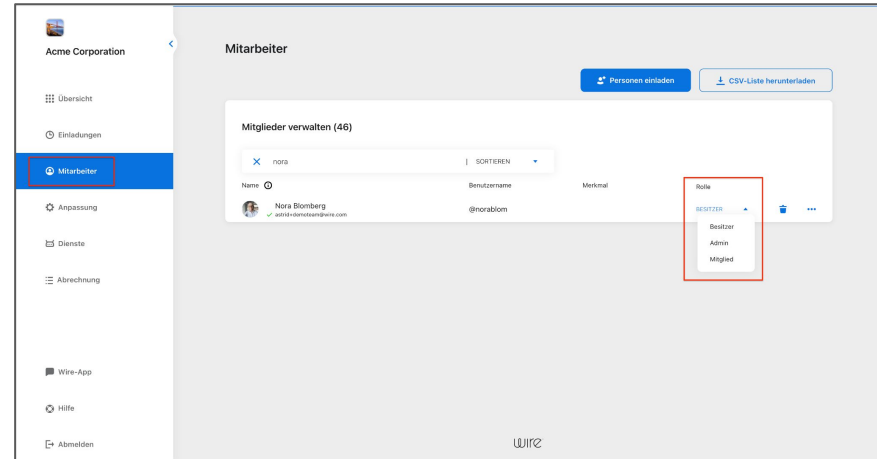 Acme Corporation
Übersicht
Einladungen
Mitarbeiter
Anpassung
Dienste
Abrechnung
Wire-App
Hilfe
Abmelden
Mitarbeiter
Personen einladen
CSV-Liste herunterladen
Mitglieder verwalten (46)
nora | SORTIEREN
Name Benutzername Merkmal Rolle
Nora Blomberg @norablom BESITZER
astrid+demoteam@wire.com
Besitzer
Admin
Mitglied
wire